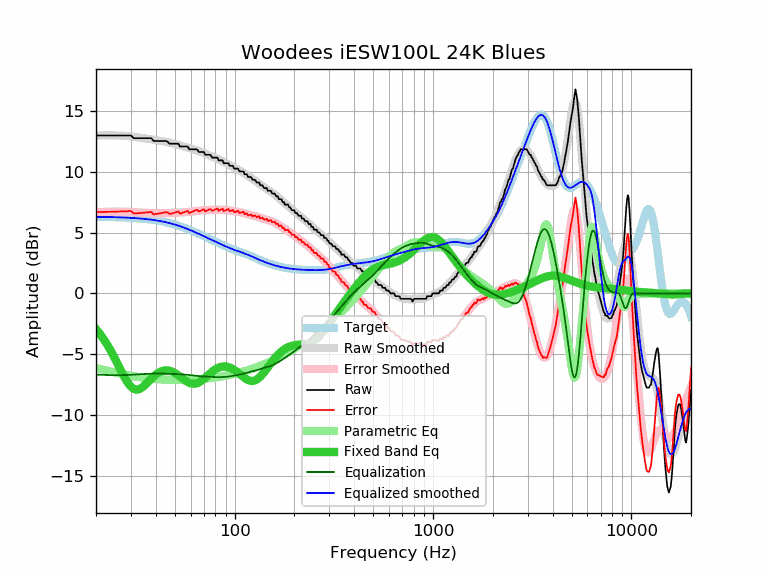 Woodees iESW100L 24K Blues
15
10
5
0
−5
−10
−15
Amplitude (dBr)
Target
Raw Smoothed
Error Smoothed
Raw
Error
Parametric Eq
Fixed Band Eq
Equalization
Equalized smoothed
100
1000
10000
Frequency (Hz)